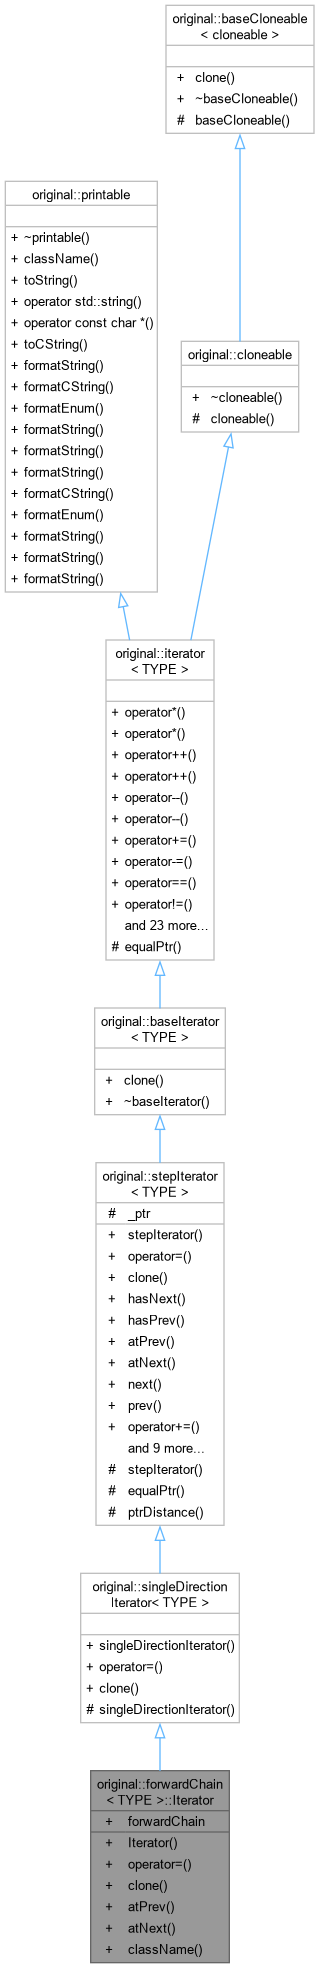 original::baseCloneable
< cloneable >
+ clone()
+ ~baseCloneable()
# baseCloneable()
original::printable
+ ~printable()
+ className()
+ toString()
+ operator std::string()
+ operator const char *()
+ toCString()
+ formatString()
+ formatCString()
+ formatEnum()
+ formatString()
+ formatString()
+ formatString()
+ formatCString()
+ formatEnum()
+ formatString()
+ formatString()
+ formatString()
original::cloneable
+ ~cloneable()
# cloneable()
original::iterator
< TYPE >
+ operator*()
+ operator*()
+ operator++()
+ operator++()
+ operator--()
+ operator--()
+ operator+=()
+ operator-=()
+ operator==()
+ operator!=()
and 23 more...
# equalPtr()
original::baseIterator
< TYPE >
+ clone()
+ ~baseIterator()
original::stepIterator
< TYPE >
# _ptr
+ stepIterator()
+ operator=()
+ clone()
+ hasNext()
+ hasPrev()
+ atPrev()
+ atNext()
+ next()
+ prev()
+ operator+=()
and 9 more...
# stepIterator()
# equalPtr()
# ptrDistance()
original::singleDirection
Iterator< TYPE >
+ singleDirectionIterator()
+ operator=()
+ clone()
# singleDirectionIterator()
original::forwardChain
< TYPE >::Iterator
+ forwardChain
+ Iterator()
+ operator=()
+ clone()
+ atPrev()
+ atNext()
+ className()